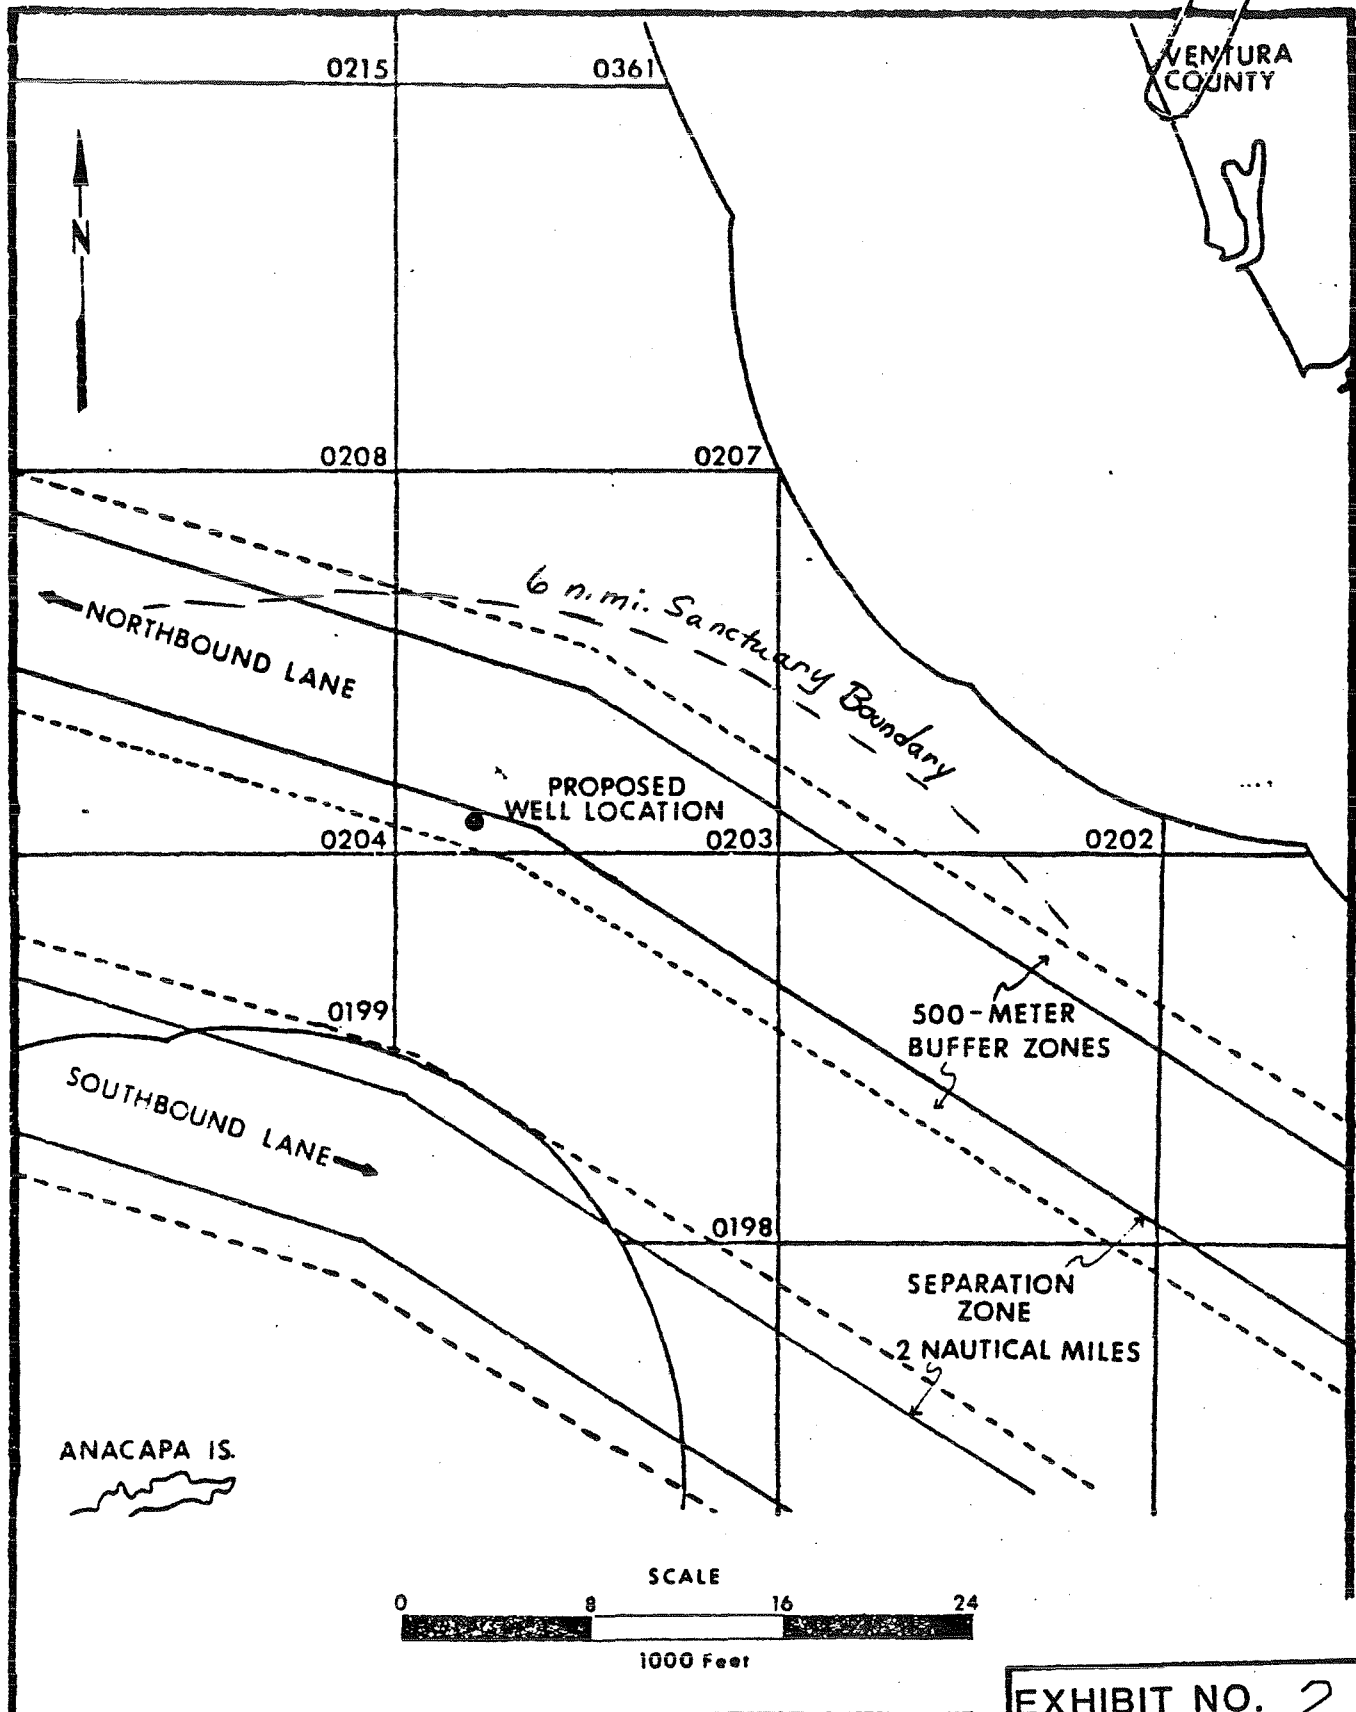 VENTURA
COUNTY
0215
0361
N
0208
0207
6 n.mi. Sanctuary Boundary
NORTHBOUND LANE
PROPOSED
WELL LOCATION
0204
0203
0202
0199
500-METER
BUFFER ZONES
SOUTHBOUND LANE
0198
SEPARATION
ZONE
2 NAUTICAL MILES
ANACAPA IS.
SCALE
0 8 16 24
1000 Feet
EXHIBIT NO. 2